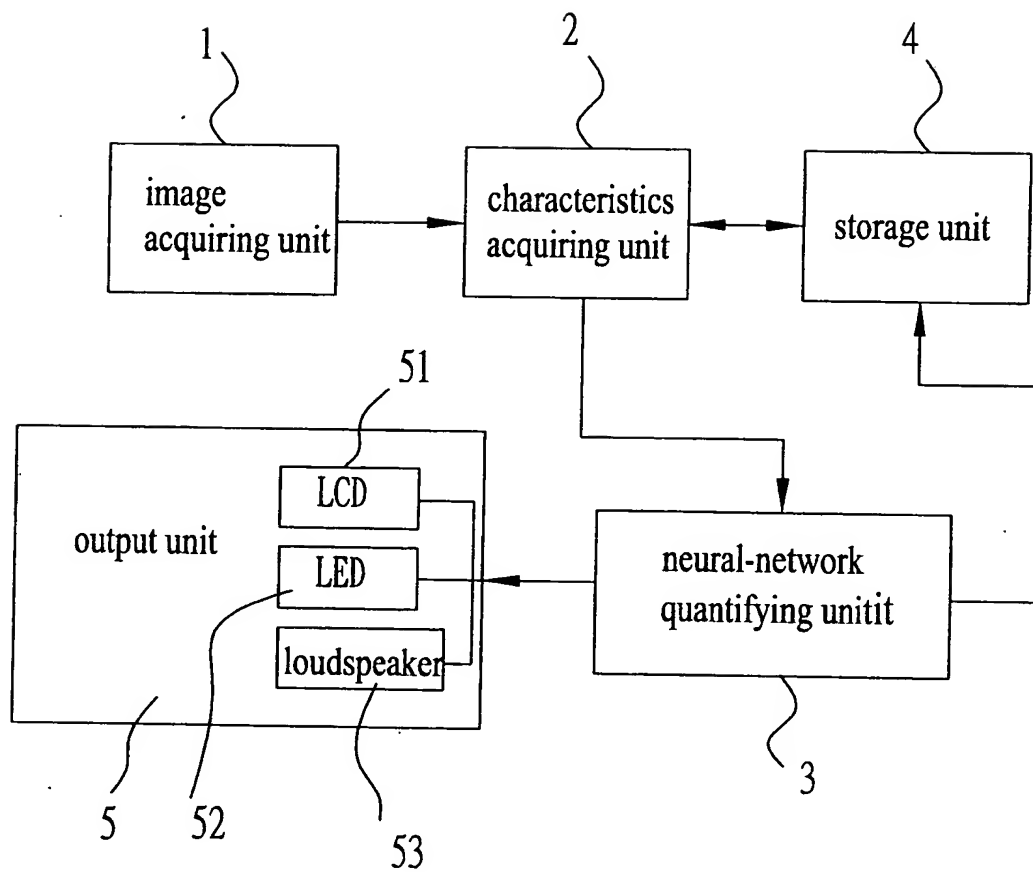 1
2
4
image
acquiring unit
characteristics
acquiring unit
storage unit
51
output unit
LCD
LED
loudspeaker
neural-network
quantifying unitit
5
52
53
3